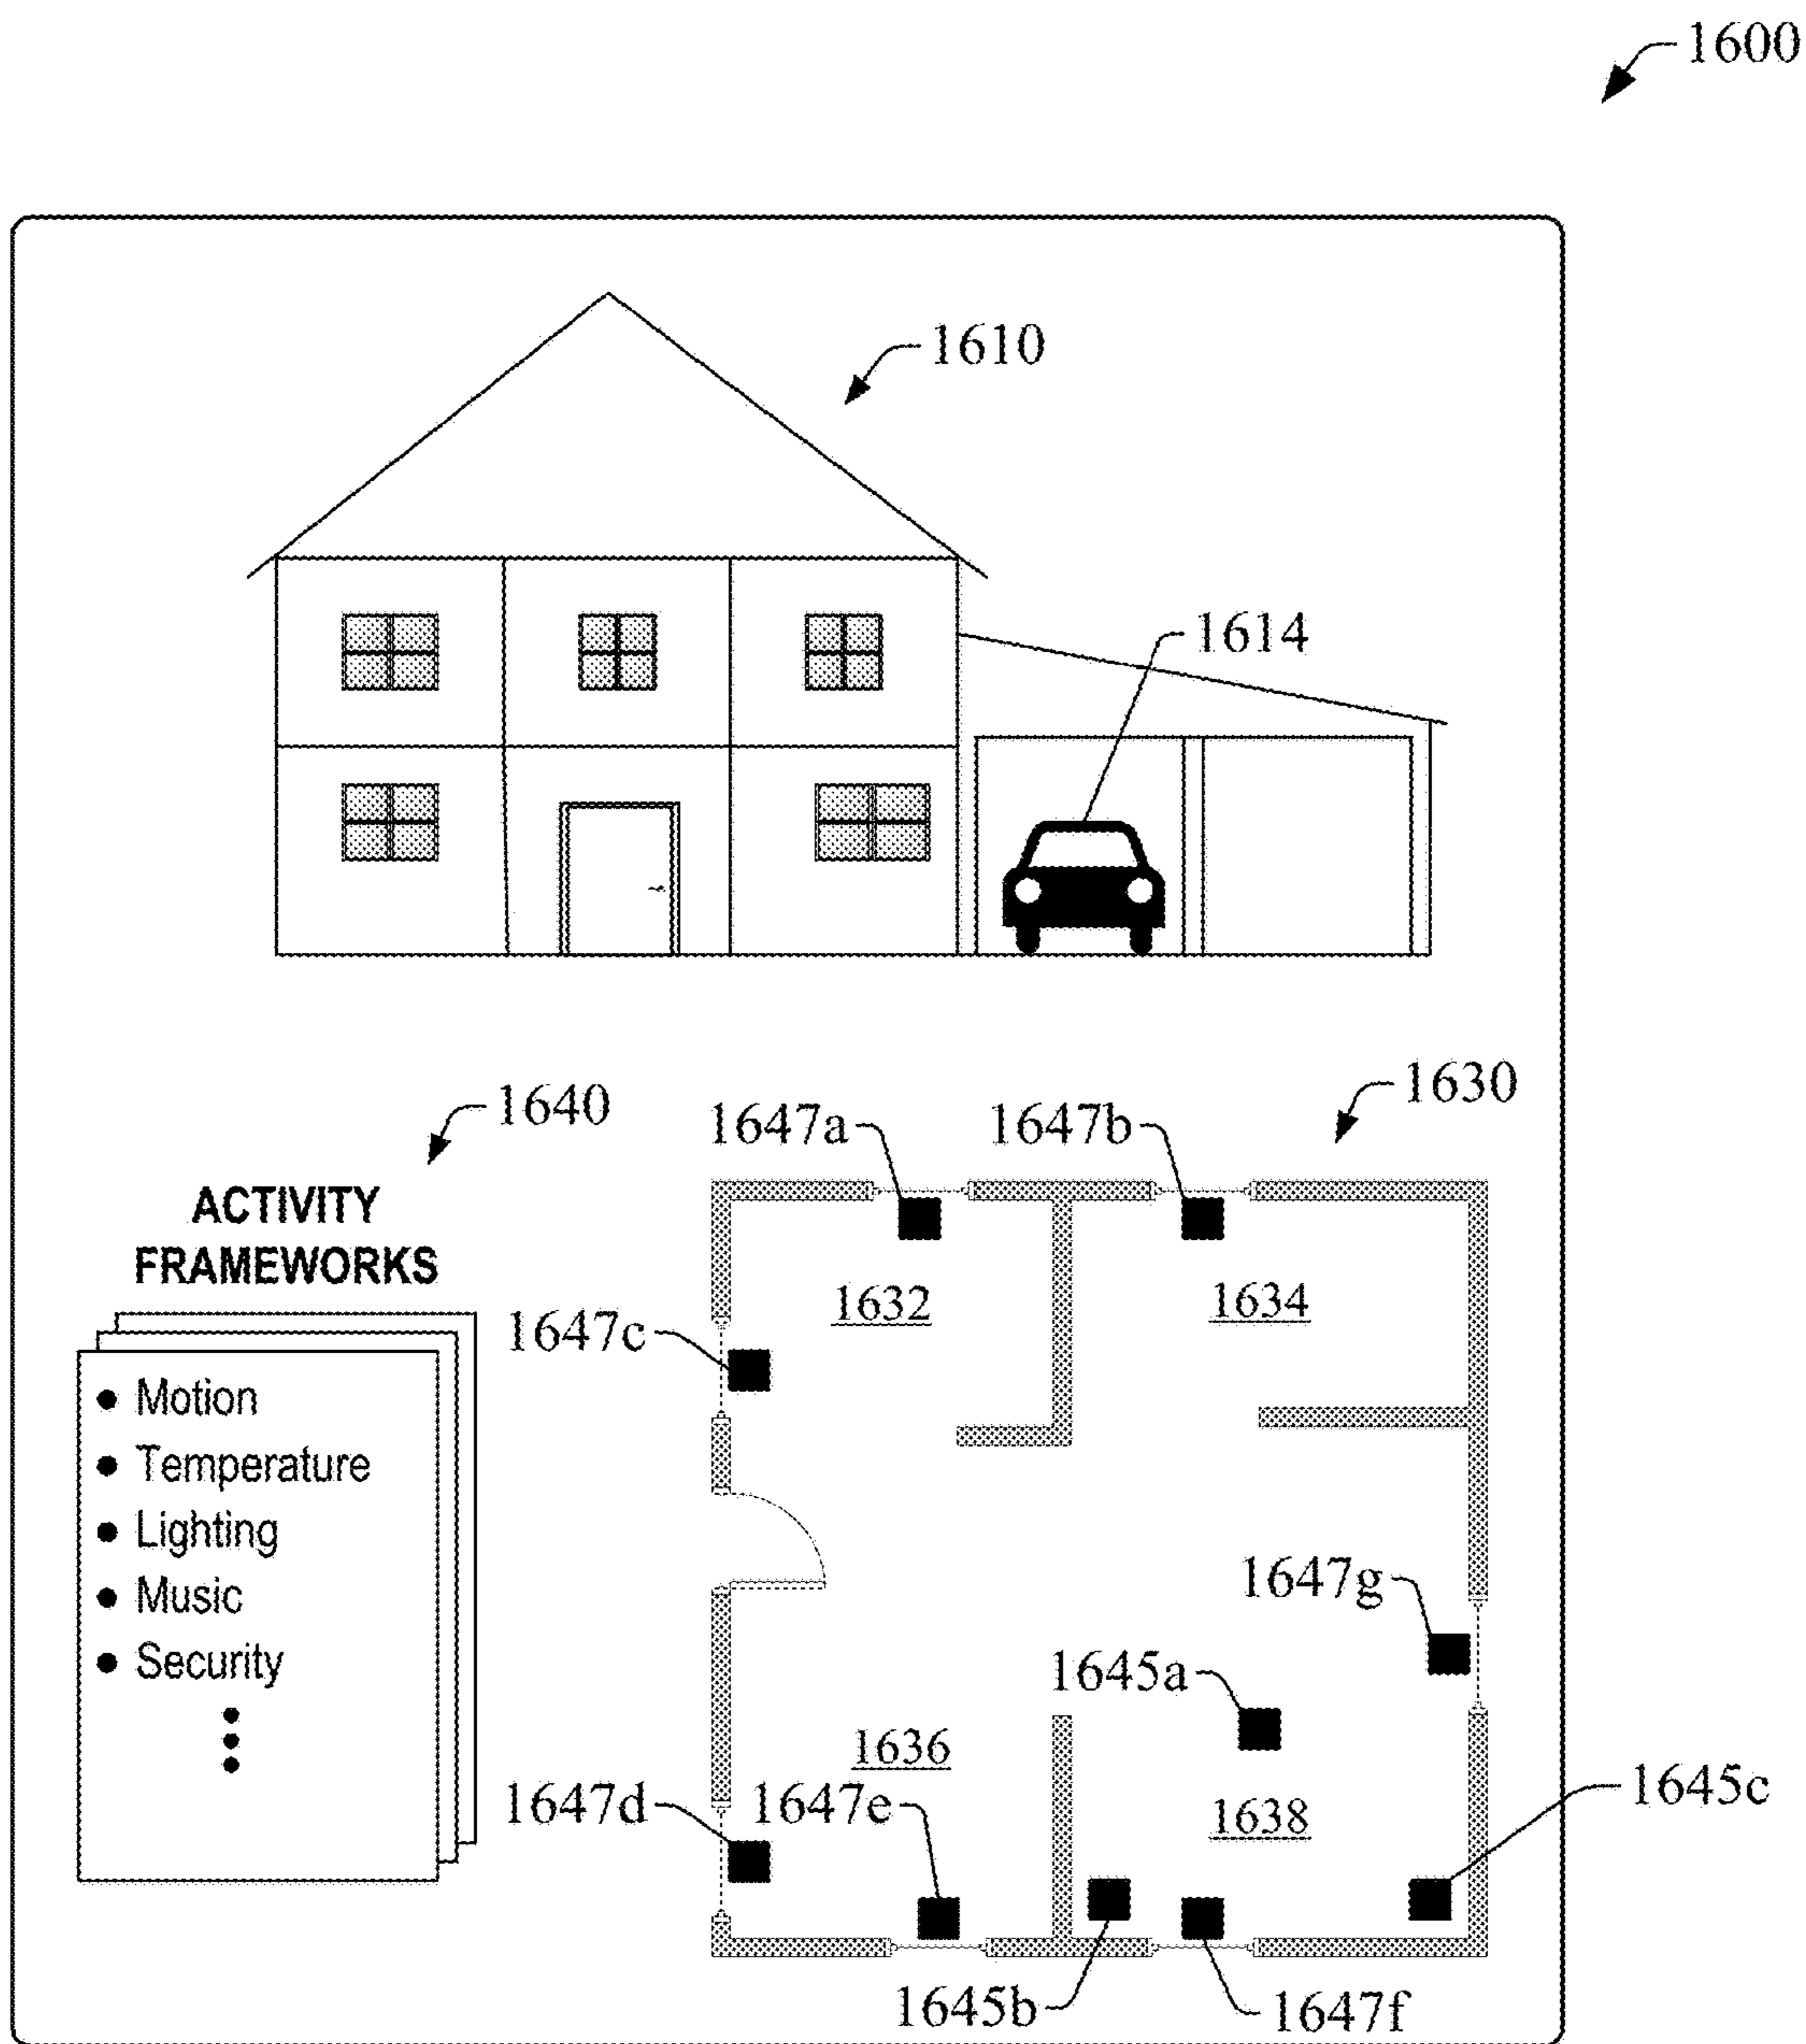 1600
1610
1614
1640
1630
1647a
1647b
ACTIVITY
FRAMEWORKS
1632
1634
1647c
• Motion
• Temperature
• Lighting
• Music
• Security
1647g
1645a
1636
1645c
1647d
1647e
1638
1645b
1647f